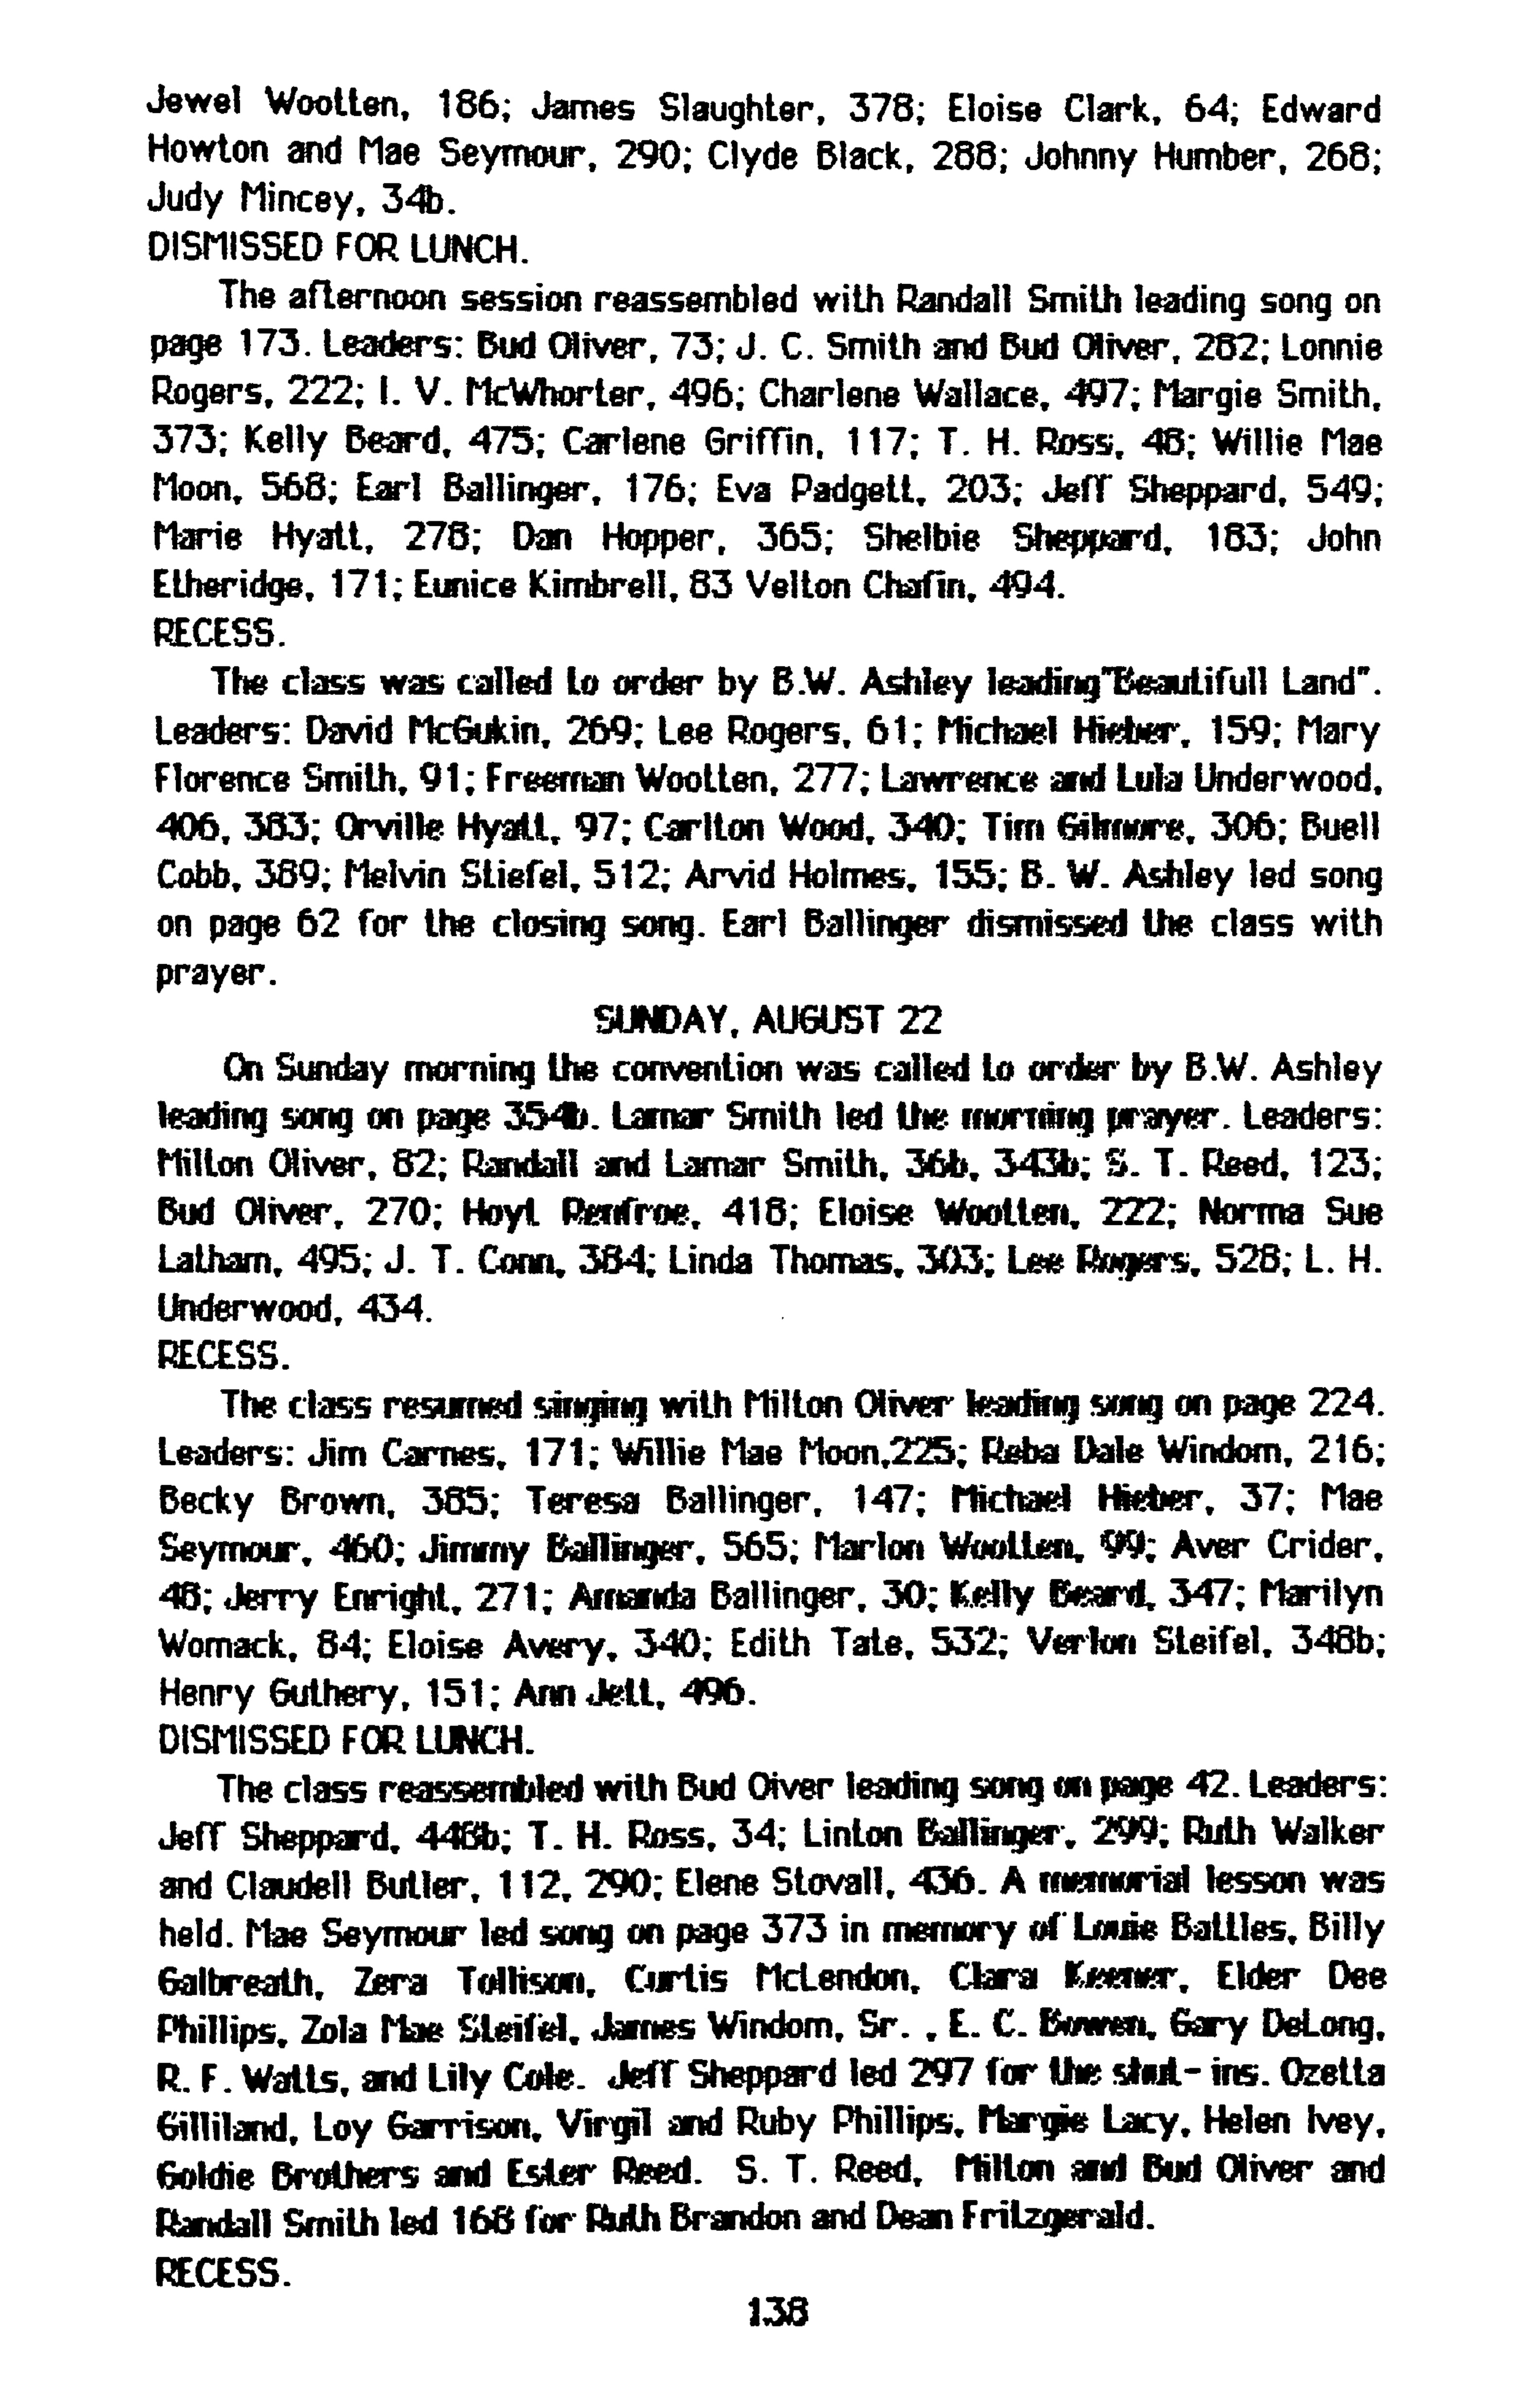 Jewel Wootten, 186; James Slaughter, 378; Eloise Clark, 64; Edward
Howton and Mae Seymour, 290; Clyde Black, 288; Johnny Humber, 268;
Judy Mincey, 34b.
DISMISSED FOR LUNCH.
The afternoon session reassembled with Randall Smith leading song on
page 173. Leaders: Bud Oliver, 73; J. C. Smith and Bud Oliver, 282; Lonnie
Rogers, 222; I. V. McWhorter, 496; Charlene Wallace, 497; Margie Smith,
373; Kelly Beard, 475; Carlene Griffin, 117; T. H. Ross, 48; Willie Mae
Moon, 568; Earl Ballinger, 176; Eva Padgett, 203; Jeff Sheppard, 549;
Marie Hyatt, 278; Dan Hopper, 365; Shelbie Sheppard, 183; John
Etheridge, 171; Eunice Kimbrell, 83 Velton Chafin, 494.
RECESS.
The class was called to order by B.W. Ashley leading"Beautifull Land".
Leaders: David McGukin, 269; Lee Rogers, 61; Michael Hieber, 159; Mary
Florence Smith, 91; Freeman Wootten, 277; Lawrence and Lula Underwood,
406, 383; Orville Hyatt, 97; Carlton Wood, 340; Tim Gilmore, 306; Buell
Cobb, 389; Melvin Stiefel, 512; Arvid Holmes, 155; B. W. Ashley led song
on page 62 for the closing song. Earl Ballinger dismissed the class with
prayer.
SUNDAY, AUGUST 22
On Sunday morning the convention was called to order by B.W. Ashley
leading song on page 354b. Lamar Smith led the morning prayer. Leaders:
Milton Oliver, 82; Randall and Lamar Smith, 36b, 343b; S. T. Reed, 123;
Bud Oliver, 270; Hoyt Renfroe, 418; Eloise Wootten, 222; Norma Sue
Latham, 495; J. T. Conn, 384; Linda Thomas, 303; Lee Rogers, 528; L. H.
Underwood, 434.
RECESS.
The class resumed singing with Milton Oliver leading song on page 224.
Leaders: Jim Carnes, 171; Willie Mae Moon,225; Reba Dale Windom, 216;
Becky Brown, 385; Teresa Ballinger, 147; Michael Hieber, 37; Mae
Seymour, 460; Jimmy Ballinger, 565; Marlon Wootten, 99; Aver Crider,
48; Jerry Enright, 271; Amanda Ballinger, 30; Kelly Beard, 347; Marilyn
Womack, 84; Eloise Avery, 340; Edith Tate, 532; Verlon Steifel, 348b;
Henry Guthery, 151; Ann Jett, 496.
DISMISSED FOR LUNCH.
The class reassembled with Bud Oiver leading song on page 42. Leaders:
Jeff Sheppard, 448b; T. H. Ross, 34; Linton Ballinger, 299; Ruth Walker
and Claudell Butler, 112, 290; Elene Stovall, 436. A memorial lesson was
held. Mae Seymour led song on page 373 in memory of Louie Battles, Billy
Galbreath, Zera Tollison, Curtis McLendon, Clara Keener, Elder Dee
Phillips, Zola Mae Steifel, James Windom, Sr. , E. C. Bowen, Gary DeLong,
R. F. Watts, and Lily Cole. Jeff Sheppard led 297 for the shut- ins. Ozetta
Gilliland, Loy Garrison, Virgil and Ruby Phillips, Margie Lacy, Helen Ivey,
Goldie Brothers and Ester Reed. S. T. Reed, Milton and Bud Oliver and
Randall Smith led 168 for Ruth Brandon and Dean Fritzgerald.
RECESS.
138